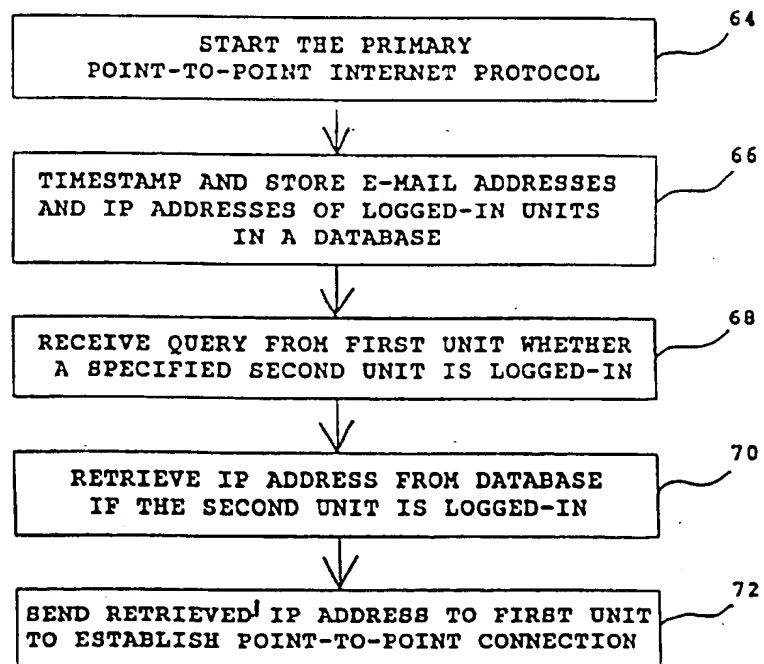 START THE PRIMARY
POINT-TO-POINT INTERNET PROTOCOL
64
TIMESTAMP AND STORE E-MAIL ADDRESSES
AND IP ADDRESSES OF LOGGED-IN UNITS
IN A DATABASE
66
RECEIVE QUERY FROM FIRST UNIT WHETHER
A SPECIFIED SECOND UNIT IS LOGGED-IN
68
RETRIEVE IP ADDRESS FROM DATABASE
IF THE SECOND UNIT IS LOGGED-IN
70
SEND RETRIEVED IP ADDRESS TO FIRST UNIT
TO ESTABLISH POINT-TO-POINT CONNECTION
72